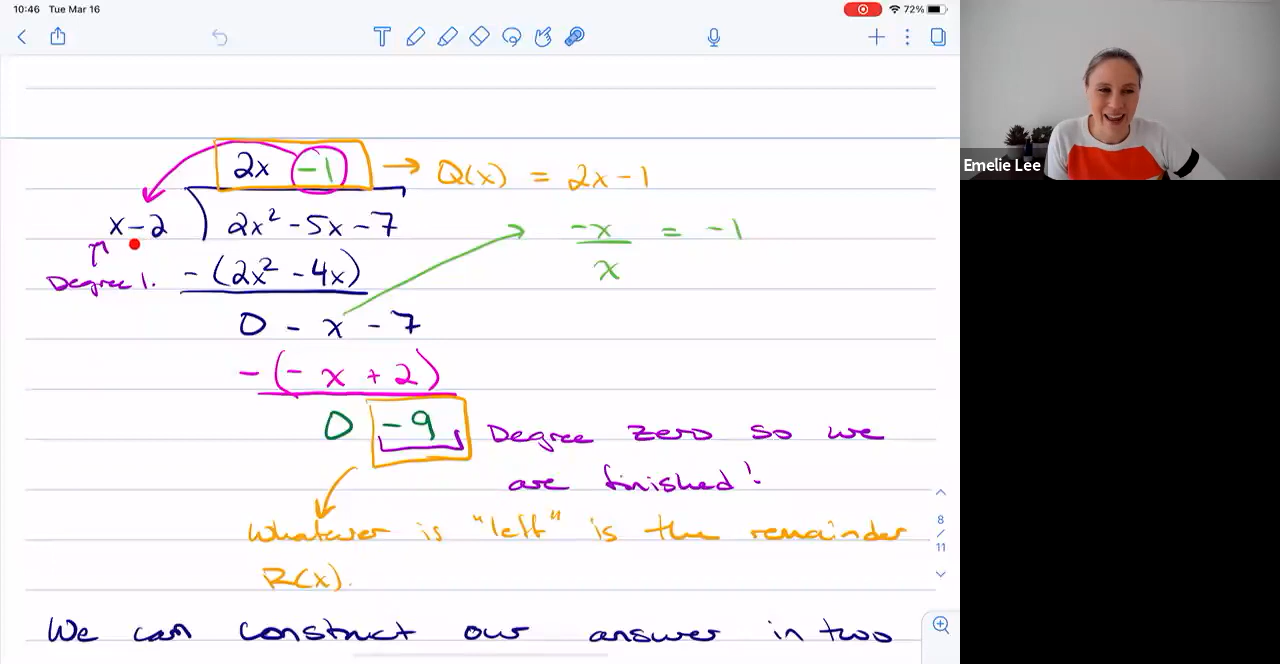 10:46 Tue Mar 16
72%
2x -1 → Q(x) = 2x-1
x-2 ) 2x² -5x -7
-x/x = -1
Degree 1.
- (2x² - 4x)
0 - x - 7
- (- x + 2)
0 -9 Degree zero so we
are finished!
Whatever is "left" is the remainder
R(x).
We can construct our answer in two
8
/
11
Emelie Lee